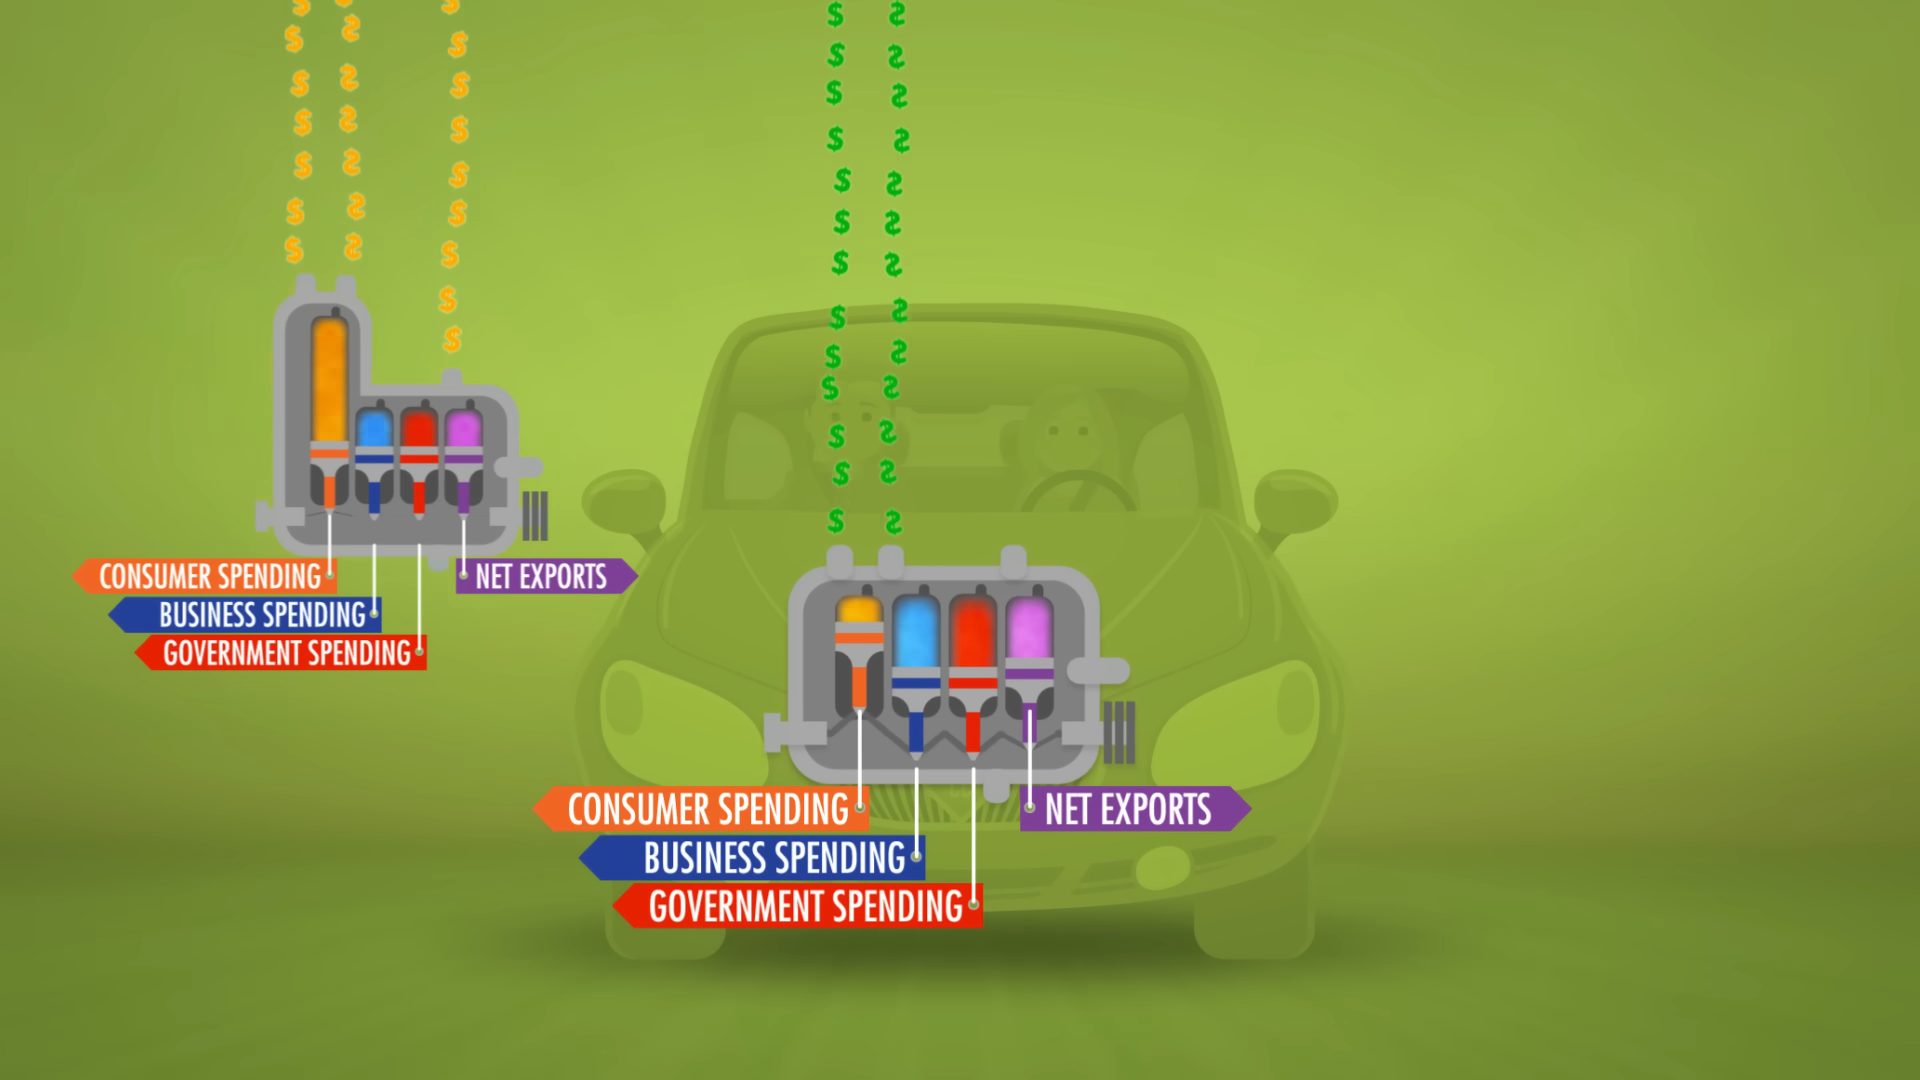 CONSUMER SPENDING
NET EXPORTS
BUSINESS SPENDING
GOVERNMENT SPENDING
CONSUMER SPENDING
NET EXPORTS
BUSINESS SPENDING
GOVERNMENT SPENDING